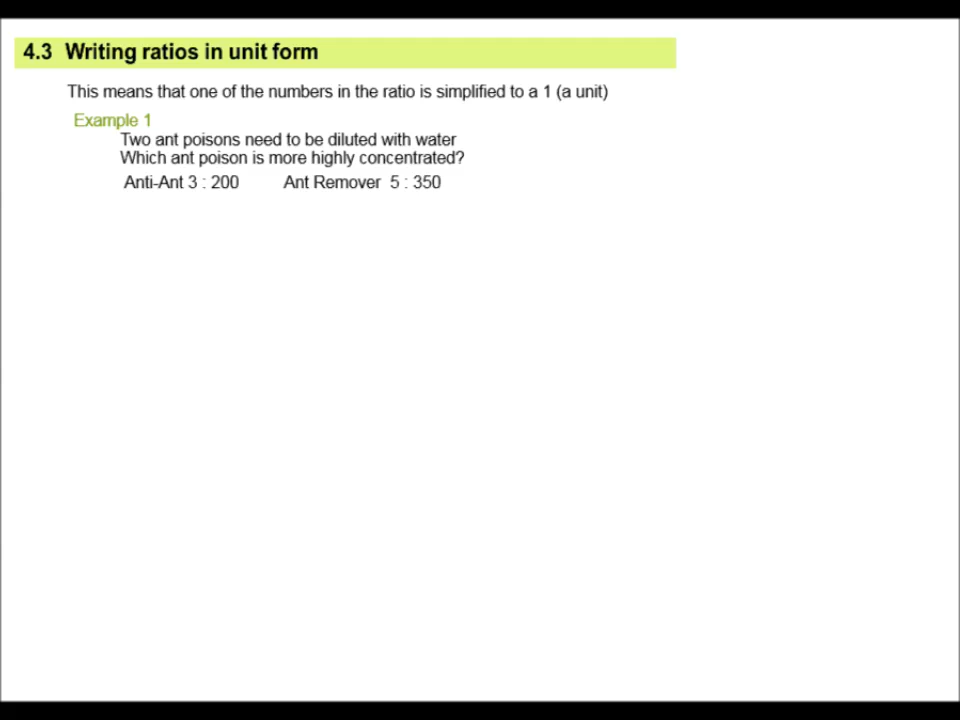 4.3 Writing ratios in unit form
This means that one of the numbers in the ratio is simplified to a 1 (a unit)
Example 1
Two ant poisons need to be diluted with water
Which ant poison is more highly concentrated?
Anti-Ant 3 : 200 Ant Remover 5 : 350